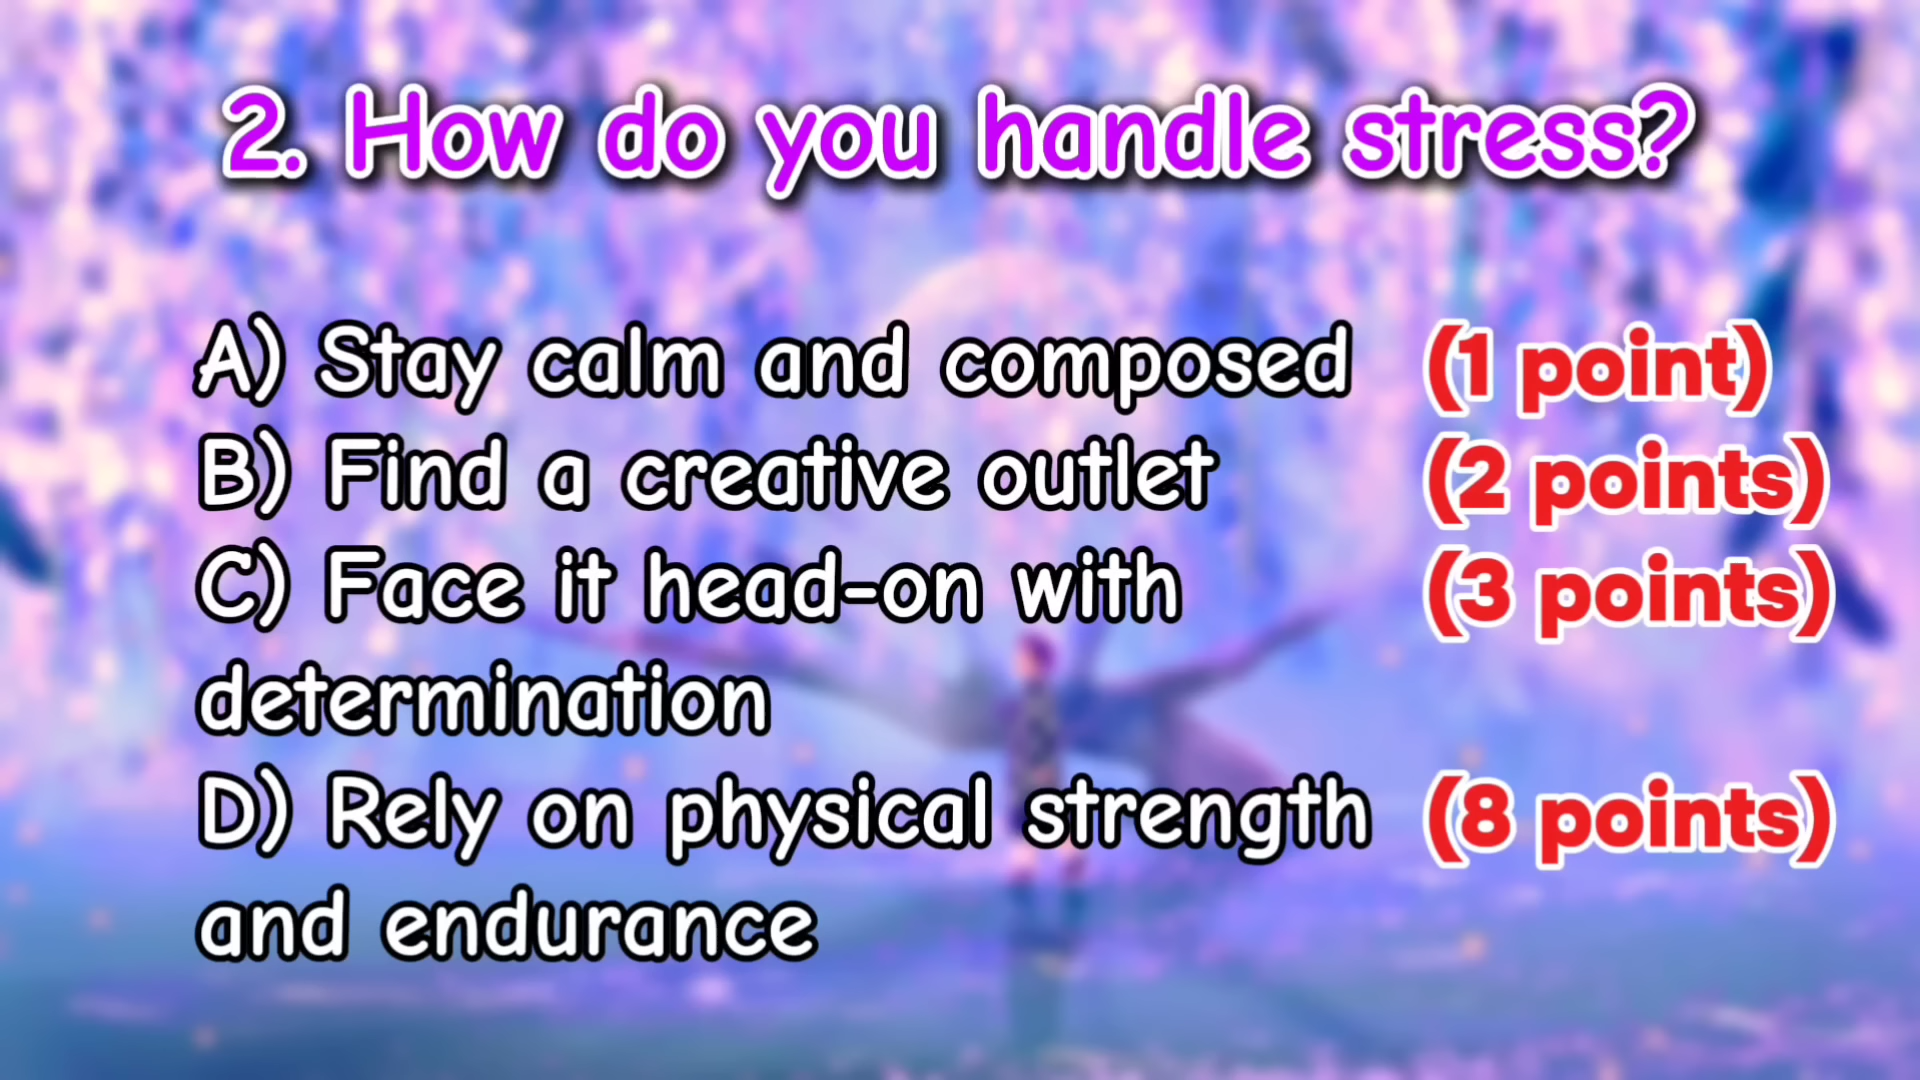 2. How do you handle stress?
A) Stay calm and composed (1 point)
B) Find a creative outlet (2 points)
C) Face it head-on with (3 points)
determination
D) Rely on physical strength (8 points)
and endurance